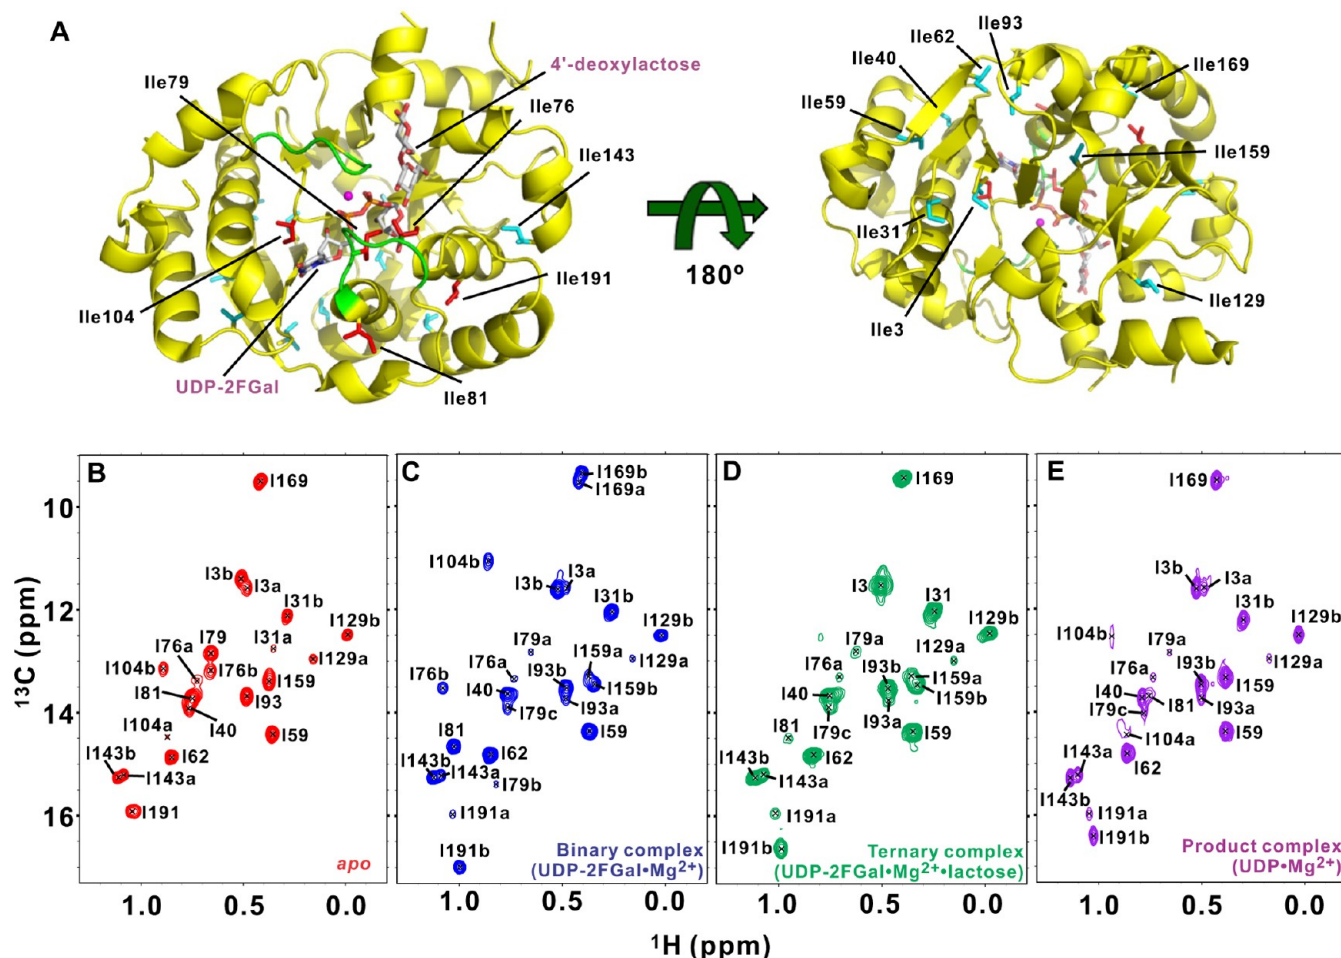 A
Ile79
4'-deoxylactose
Ile76
Ile143
Ile191
Ile104
UDP-2FGal
Ile81
180º
Ile93
Ile62
Ile40
Ile59
Ile169
Ile159
Ile31
Ile3
Ile129
B
I169
I3b
I3a
I31b
I129b
I76a
I79
I31a
I129a
I104b
I76b
I81
I159
I93
I104a
I40
I59
I143b
I62
I143a
I191
apo
C
I169b
I169a
I104b
I3b
I3a
I31b
I129b
I79a
I76a
I159a
I129a
I76b
I93b
I40
I159b
I79c
I93a
I81
I59
I143b
I62
I143a
I79b
I191a
I191b
Binary complex
(UDP-2FGal•Mg2+)
D
I169
I3
I31
I129b
I79a
I129a
I76a
I93b
I159a
I40
I159b
I93a
I81
I79c
I59
I143b
I62
I143a
I191a
I191b
Ternary complex
(UDP-2FGal•Mg2+•lactose)
E
I169
I3b
I3a
I31b
I129b
I104b
I79a
I129a
I76a
I93b
I159
I40
I81
I93a
I79c
I143a
I104a
I59
I62
I143b
I191a
I191b
Product complex
(UDP•Mg2+)
10
12
14
16
13C (ppm)
1.0 0.5 0.0 1.0 0.5 0.0 1.0 0.5 0.0 1.0 0.5 0.0
1H (ppm)